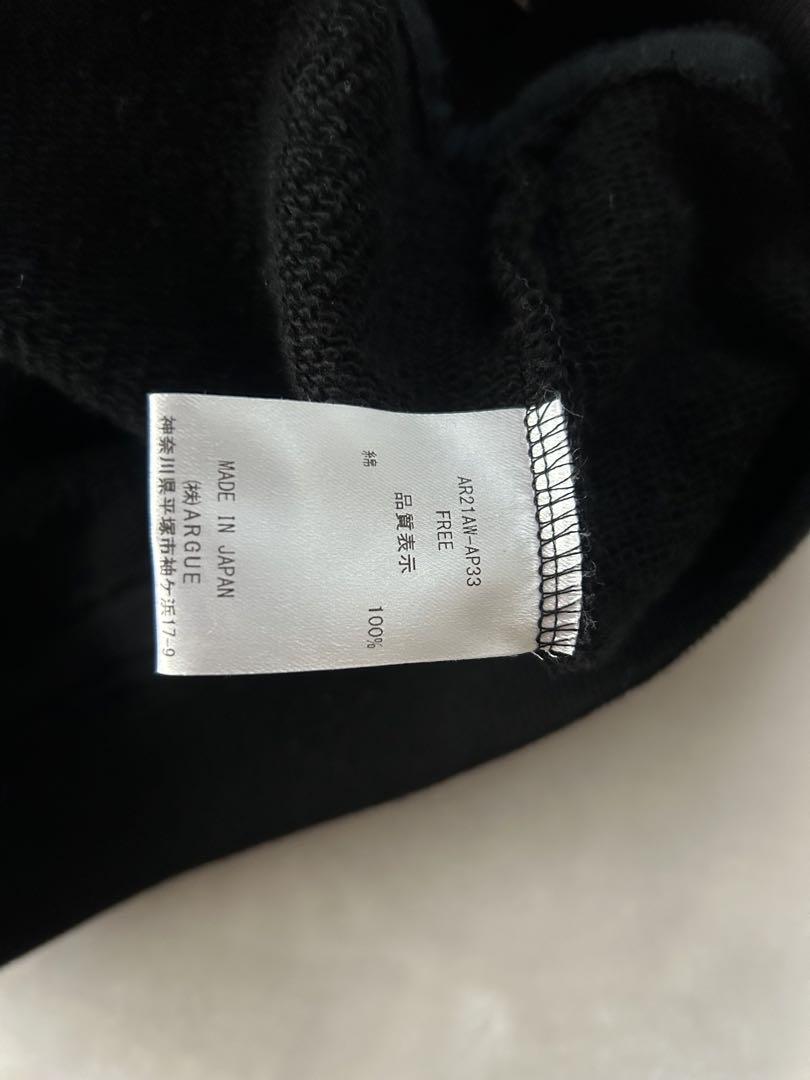 AR21AW-AP33
FREE
品質表示
綿 100%
MADE IN JAPAN
(株)ARGUE
神奈川県平塚市袖ケ浜17-9